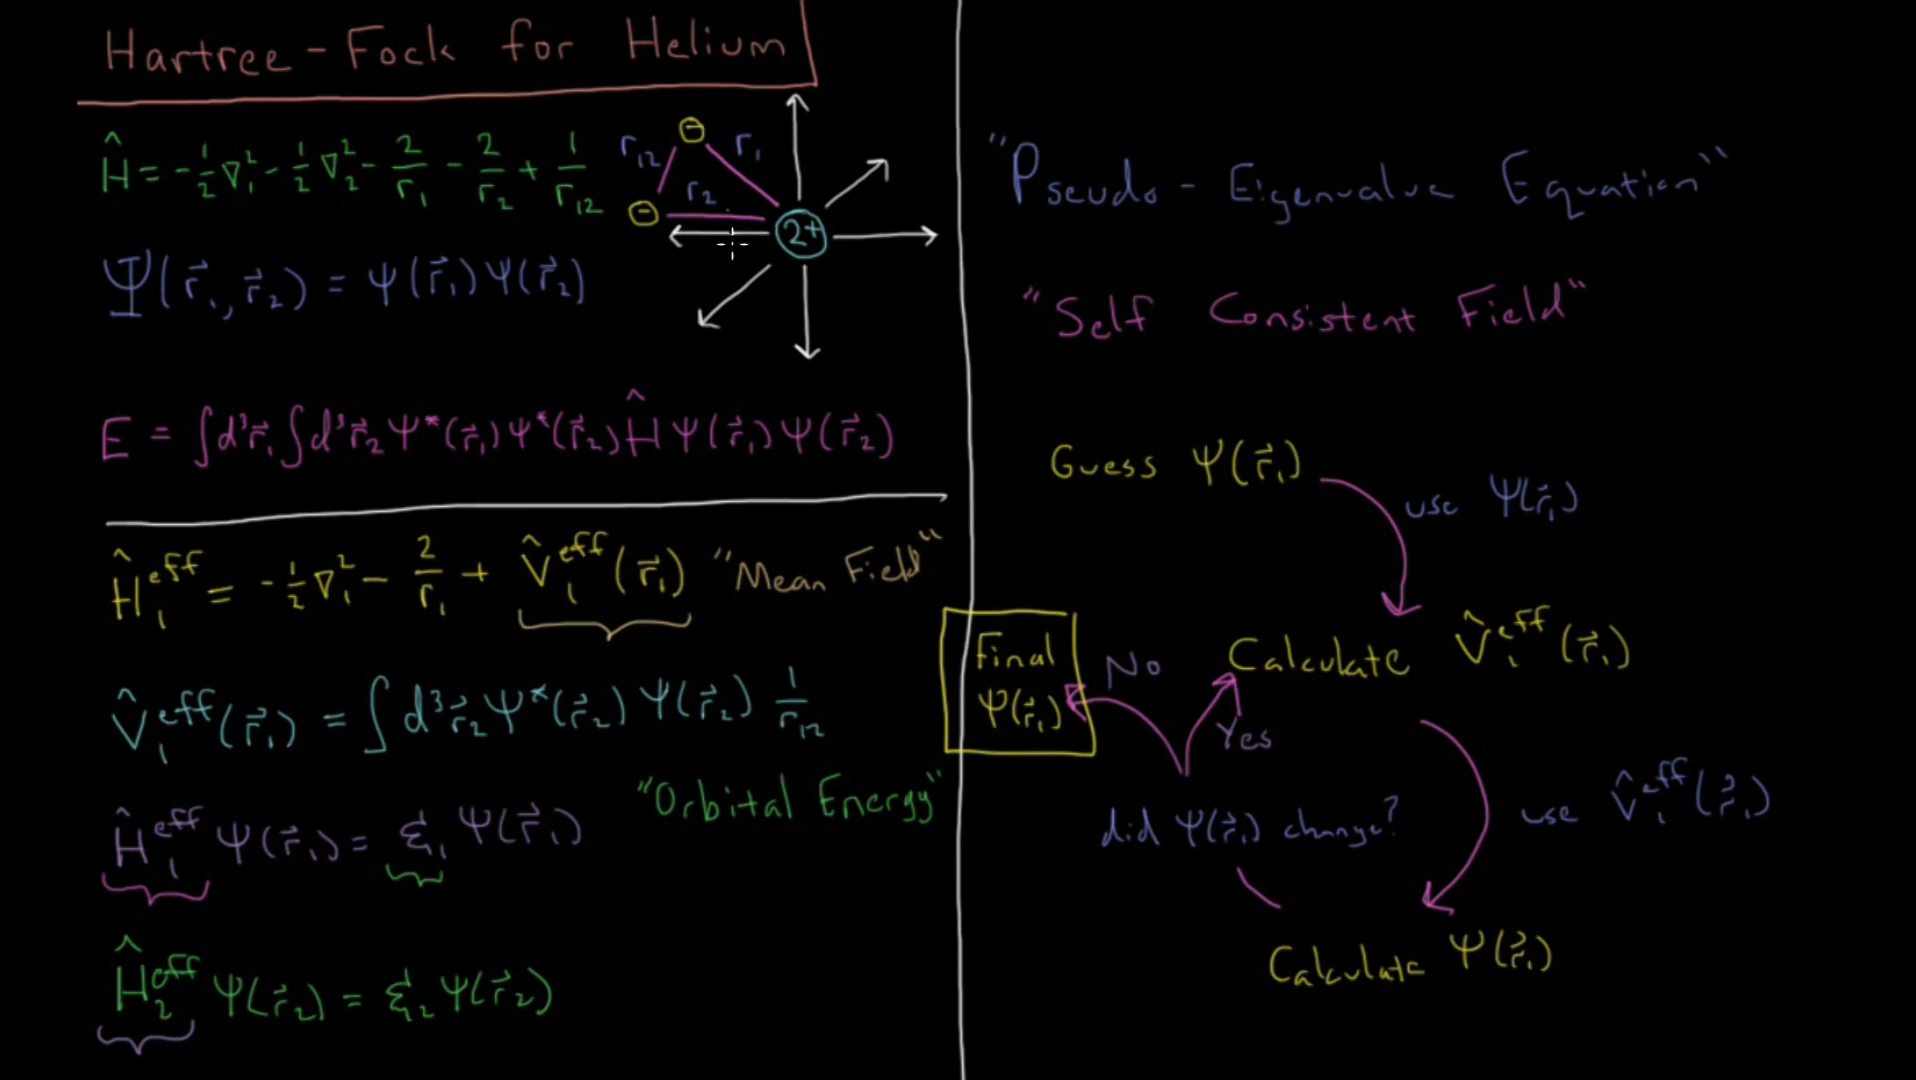 Hartree - Fock for Helium
Ĥ = -½∇₁² - ½∇₂² - 2/r₁ - 2/r₂ + 1/r₁₂
r₁₂ ⊖ r₁
⊖ r₂ 2+
Ψ(r⃗₁, r⃗₂) = ψ(r⃗₁) ψ(r⃗₂)
E = ∫d³r⃗₁ ∫d³r⃗₂ ψ*(r⃗₁) ψ*(r⃗₂) Ĥ ψ(r⃗₁) ψ(r⃗₂)
Ĥ₁^eff = -½∇₁² - 2/r₁ + V̂₁^eff(r⃗₁) "Mean Field"
V̂₁^eff(r⃗₁) = ∫d³r⃗₂ ψ*(r⃗₂) ψ(r⃗₂) 1/r₁₂
"Orbital Energy"
Ĥ₁^eff ψ(r⃗₁) = ε₁ ψ(r⃗₁)
Ĥ₂^eff ψ(r⃗₂) = ε₂ ψ(r⃗₂)
"Pseudo - Eigenvalue Equation"
"Self Consistent Field"
Guess ψ(r⃗₁)
use ψ(r⃗₁)
Calculate V̂₁^eff(r⃗₁)
use V̂₁^eff(r⃗₁)
Calculate ψ(r⃗₁)
did ψ(r⃗₁) change?
Yes
No
Final
ψ(r⃗₁)